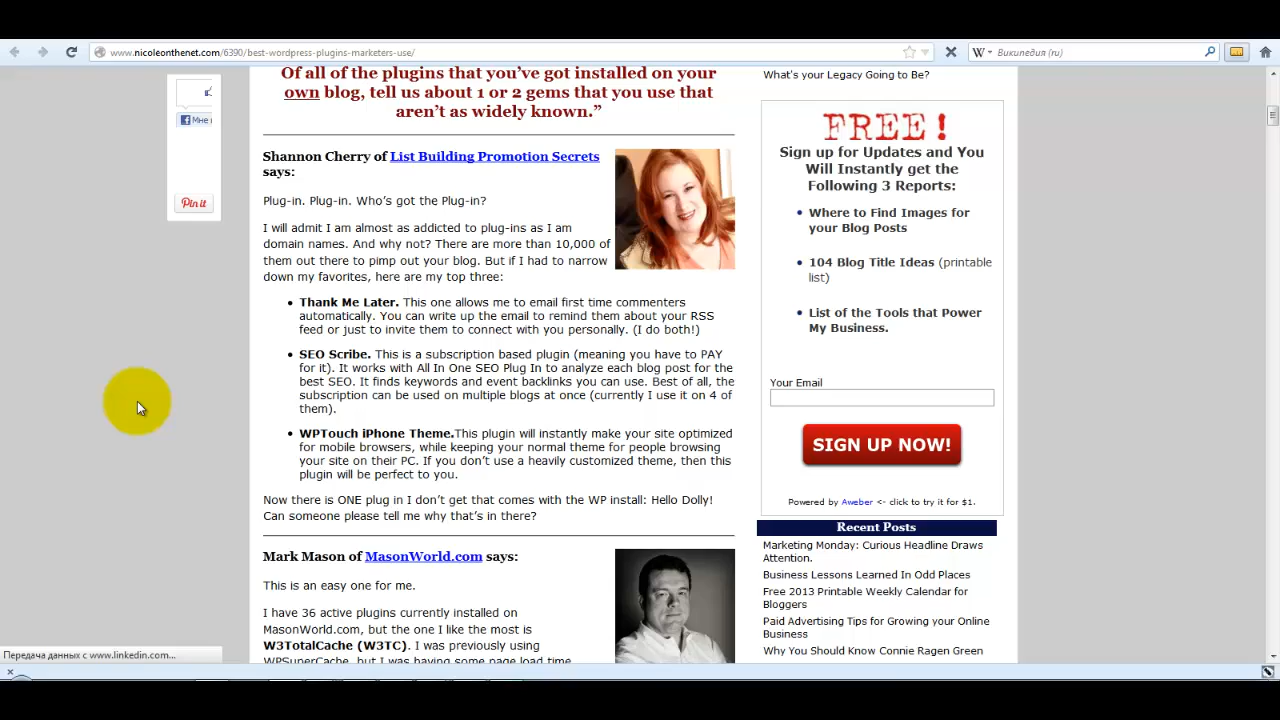 www.nicoleonthenet.com/6390/best-wordpress-plugins-marketers-use/
W
Википедия (ru)
Мне
Pin it
Of all of the plugins that you've got installed on your
own blog, tell us about 1 or 2 gems that you use that
aren't as widely known."
Shannon Cherry of List Building Promotion Secrets
says:
Plug-in. Plug-in. Who's got the Plug-in?
I will admit I am almost as addicted to plug-ins as I am
domain names. And why not? There are more than 10,000 of
them out there to pimp out your blog. But if I had to narrow
down my favorites, here are my top three:
• Thank Me Later. This one allows me to email first time commenters
automatically. You can write up the email to remind them about your RSS
feed or just to invite them to connect with you personally. (I do both!)
• SEO Scribe. This is a subscription based plugin (meaning you have to PAY
for it). It works with All In One SEO Plug In to analyze each blog post for the
best SEO. It finds keywords and event backlinks you can use. Best of all, the
subscription can be used on multiple blogs at once (currently I use it on 4 of
them).
• WPTouch iPhone Theme.This plugin will instantly make your site optimized
for mobile browsers, while keeping your normal theme for people browsing
your site on their PC. If you don't use a heavily customized theme, then this
plugin will be perfect to you.
Now there is ONE plug in I don't get that comes with the WP install: Hello Dolly!
Can someone please tell me why that's in there?
Mark Mason of MasonWorld.com says:
This is an easy one for me.
I have 36 active plugins currently installed on
MasonWorld.com, but the one I like the most is
W3TotalCache (W3TC). I was previously using
WPSuperCache, but I was having some page load time
What's your Legacy Going to Be?
FREE!
Sign up for Updates and You
Will Instantly get the
Following 3 Reports:
• Where to Find Images for
your Blog Posts
• 104 Blog Title Ideas (printable
list)
• List of the Tools that Power
My Business.
Your Email
SIGN UP NOW!
Powered by Aweber <- click to try it for $1.
Recent Posts
Marketing Monday: Curious Headline Draws
Attention.
Business Lessons Learned In Odd Places
Free 2013 Printable Weekly Calendar for
Bloggers
Paid Advertising Tips for Growing your Online
Business
Why You Should Know Connie Ragen Green
Передача данных с www.linkedin.com...